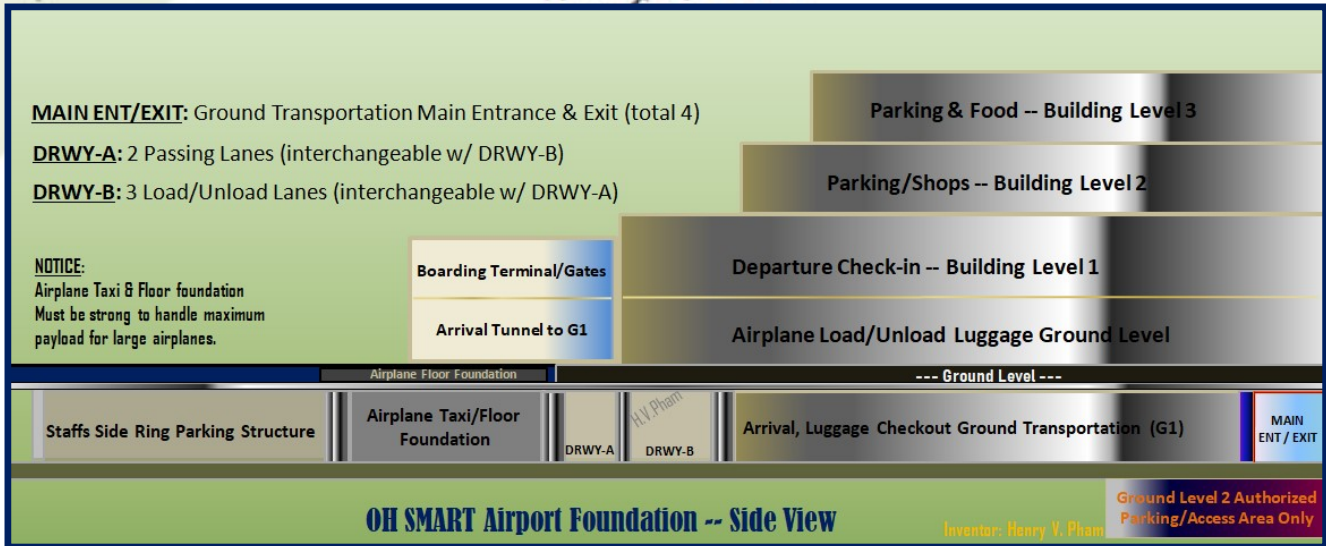 MAIN ENT/EXIT: Ground Transportation Main Entrance & Exit (total 4)
DRWY-A: 2 Passing Lanes (interchangeable w/ DRWY-B)
DRWY-B: 3 Load/Unload Lanes (interchangeable w/ DRWY-A)
Parking & Food -- Building Level 3
Parking/Shops -- Building Level 2
NOTICE:
Airplane Taxi & Floor foundation
Must be strong to handle maximum
payload for large airplanes.
Boarding Terminal/Gates
Arrival Tunnel to G1
Departure Check-in -- Building Level 1
Airplane Load/Unload Luggage Ground Level
Airplane Floor Foundation
--- Ground Level ---
Staffs Side Ring Parking Structure
Airplane Taxi/Floor
Foundation
DRWY-A
H.V.Pham
DRWY-B
Arrival, Luggage Checkout Ground Transportation (G1)
MAIN
ENT / EXIT
OH SMART Airport Foundation -- Side View
Inventor: Henry V. Pham
Ground Level 2 Authorized
Parking/Access Area Only